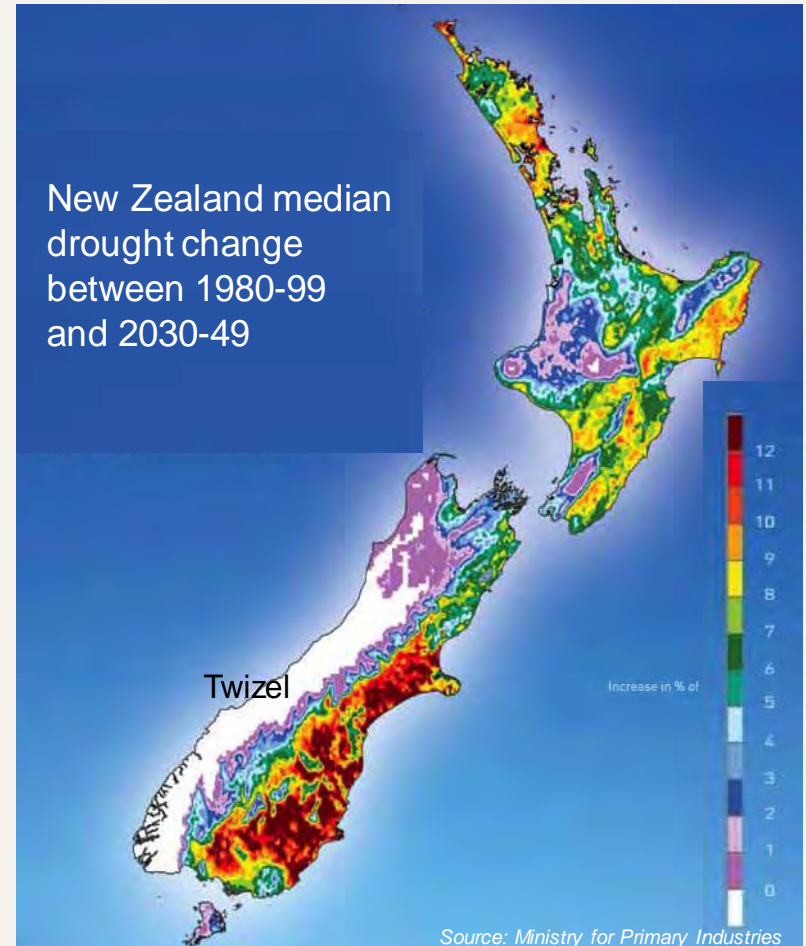 New Zealand median
drought change
between 1980-99
and 2030-49
Twizel
Increase in % of
12
11
10
9
8
7
6
5
4
3
2
1
0
Source: Ministry for Primary Industries